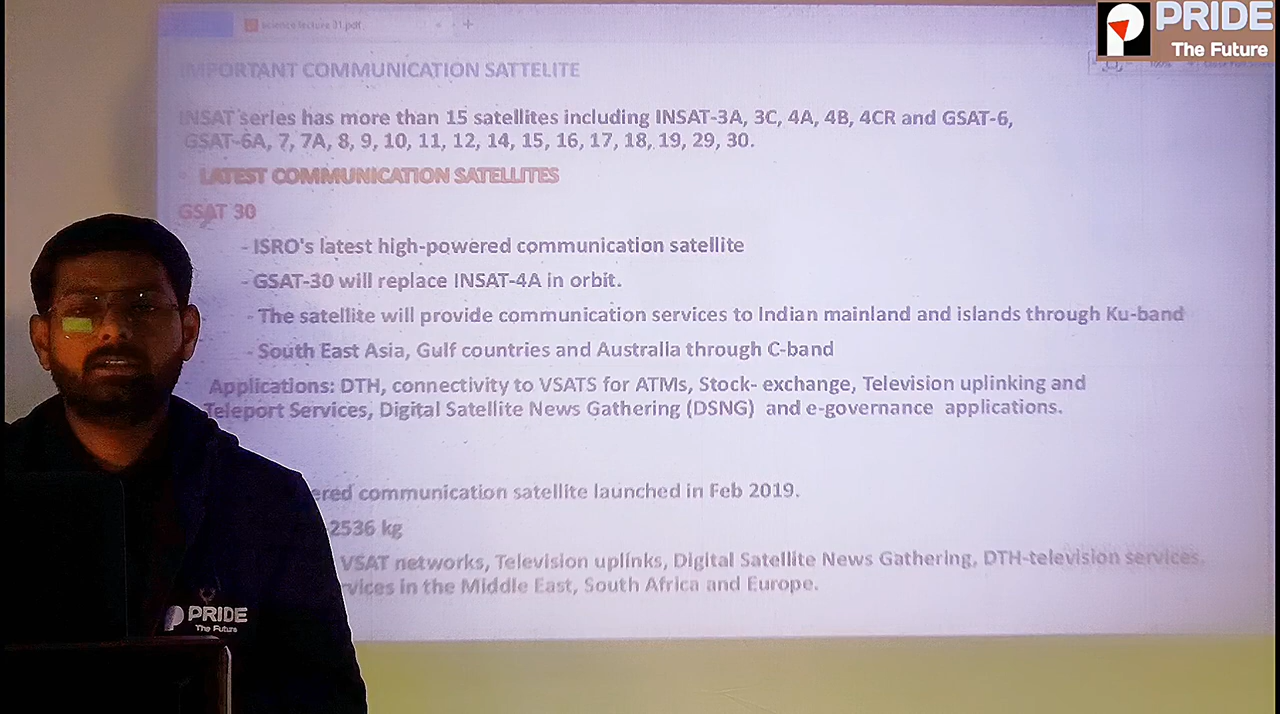 science lecture 01.pdf
PRIDE
The Future
IMPORTANT COMMUNICATION SATTELITE
INSAT series has more than 15 satellites including INSAT-3A, 3C, 4A, 4B, 4CR and GSAT-6,
GSAT-6A, 7, 7A, 8, 9, 10, 11, 12, 14, 15, 16, 17, 18, 19, 29, 30.
LATEST COMMUNICATION SATELLITES
GSAT 30
- ISRO's latest high-powered communication satellite
- GSAT-30 will replace INSAT-4A in orbit.
- The satellite will provide communication services to Indian mainland and islands through Ku-band
- South East Asia, Gulf countries and Australia through C-band
Applications: DTH, connectivity to VSATS for ATMs, Stock- exchange, Television uplinking and
Teleport Services, Digital Satellite News Gathering (DSNG) and e-governance applications.
ered communication satellite launched in Feb 2019.
2536 kg
VSAT networks, Television uplinks, Digital Satellite News Gathering, DTH-television services.
vices in the Middle East, South Africa and Europe.
PRIDE
The Future